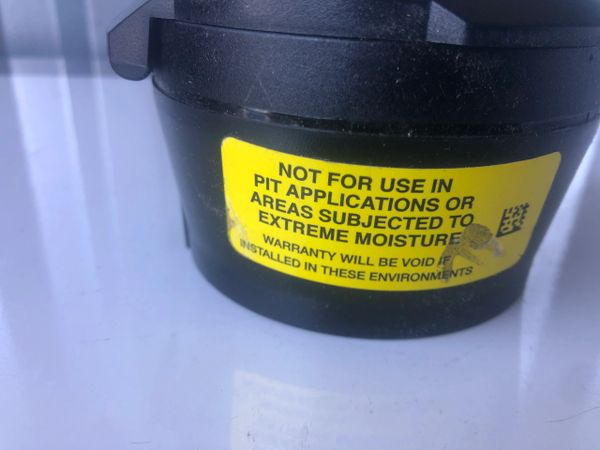 NOT FOR USE IN
PIT APPLICATIONS OR
AREAS SUBJECTED TO
EXTREME MOISTURE
WARRANTY WILL BE VOID IF
INSTALLED IN THESE ENVIRONMENTS